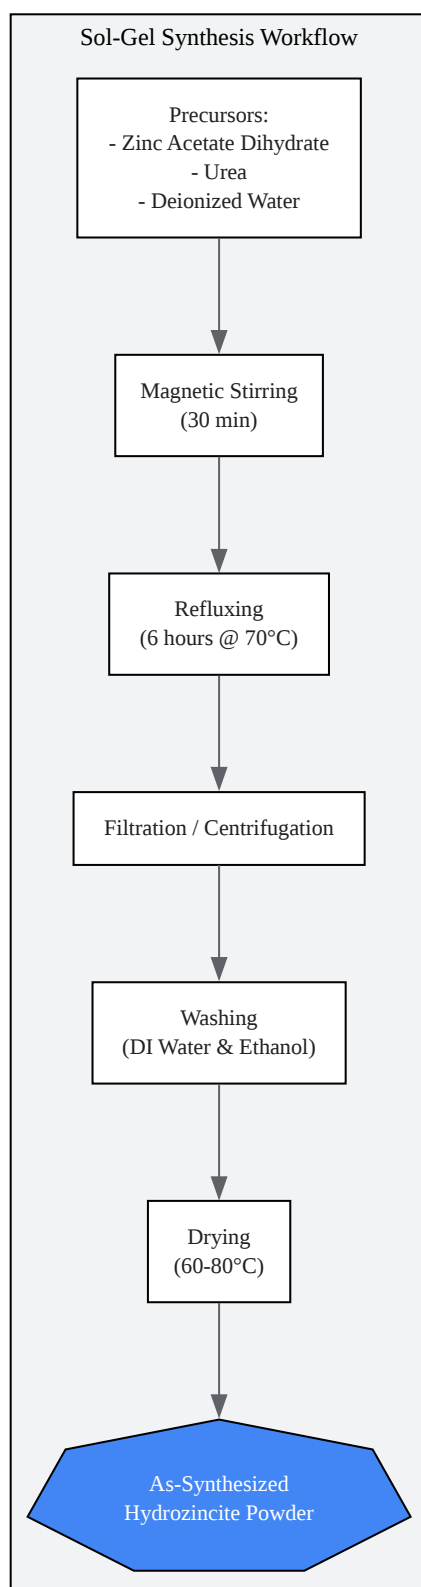 Sol-Gel Synthesis Workflow
Precursors:
- Zinc Acetate Dihydrate
- Urea
- Deionized Water
Magnetic Stirring
(30 min)
Refluxing
(6 hours @ 70°C)
Filtration / Centrifugation
Washing
(DI Water & Ethanol)
Drying
(60-80°C)
As-Synthesized
Hydrozincite Powder